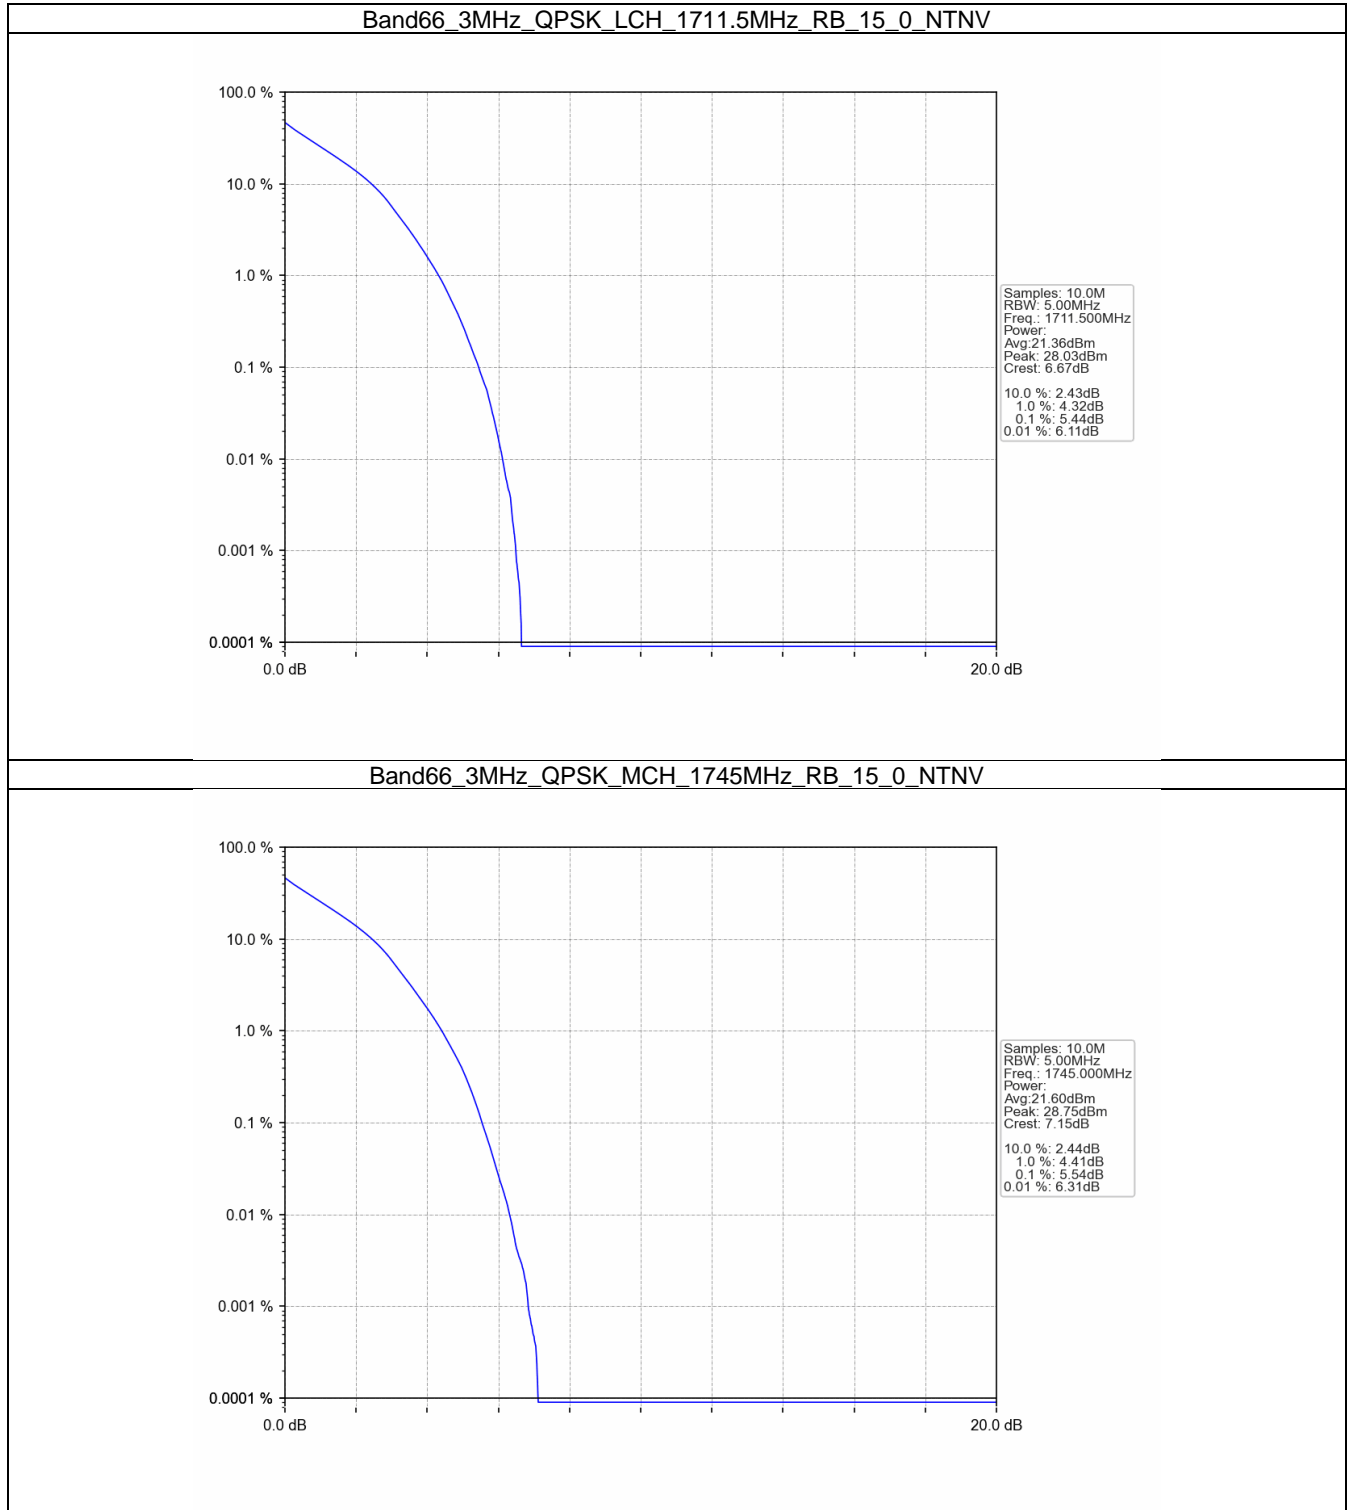 Band66_3MHz_QPSK_LCH_1711.5MHz_RB_15_0_NTNV
100.0 %
10.0 %
1.0 %
0.1 %
0.01 %
0.001 %
0.0001 %
0.0 dB
20.0 dB
Samples: 10.0M
RBW: 5.00MHz
Freq.: 1711.500MHz
Power:
Avg:21.36dBm
Peak: 28.03dBm
Crest: 6.67dB
10.0 %: 2.43dB
1.0 %: 4.32dB
0.1 %: 5.44dB
0.01 %: 6.11dB
Band66_3MHz_QPSK_MCH_1745MHz_RB_15_0_NTNV
100.0 %
10.0 %
1.0 %
0.1 %
0.01 %
0.001 %
0.0001 %
0.0 dB
20.0 dB
Samples: 10.0M
RBW: 5.00MHz
Freq.: 1745.000MHz
Power:
Avg:21.60dBm
Peak: 28.75dBm
Crest: 7.15dB
10.0 %: 2.44dB
1.0 %: 4.41dB
0.1 %: 5.54dB
0.01 %: 6.31dB